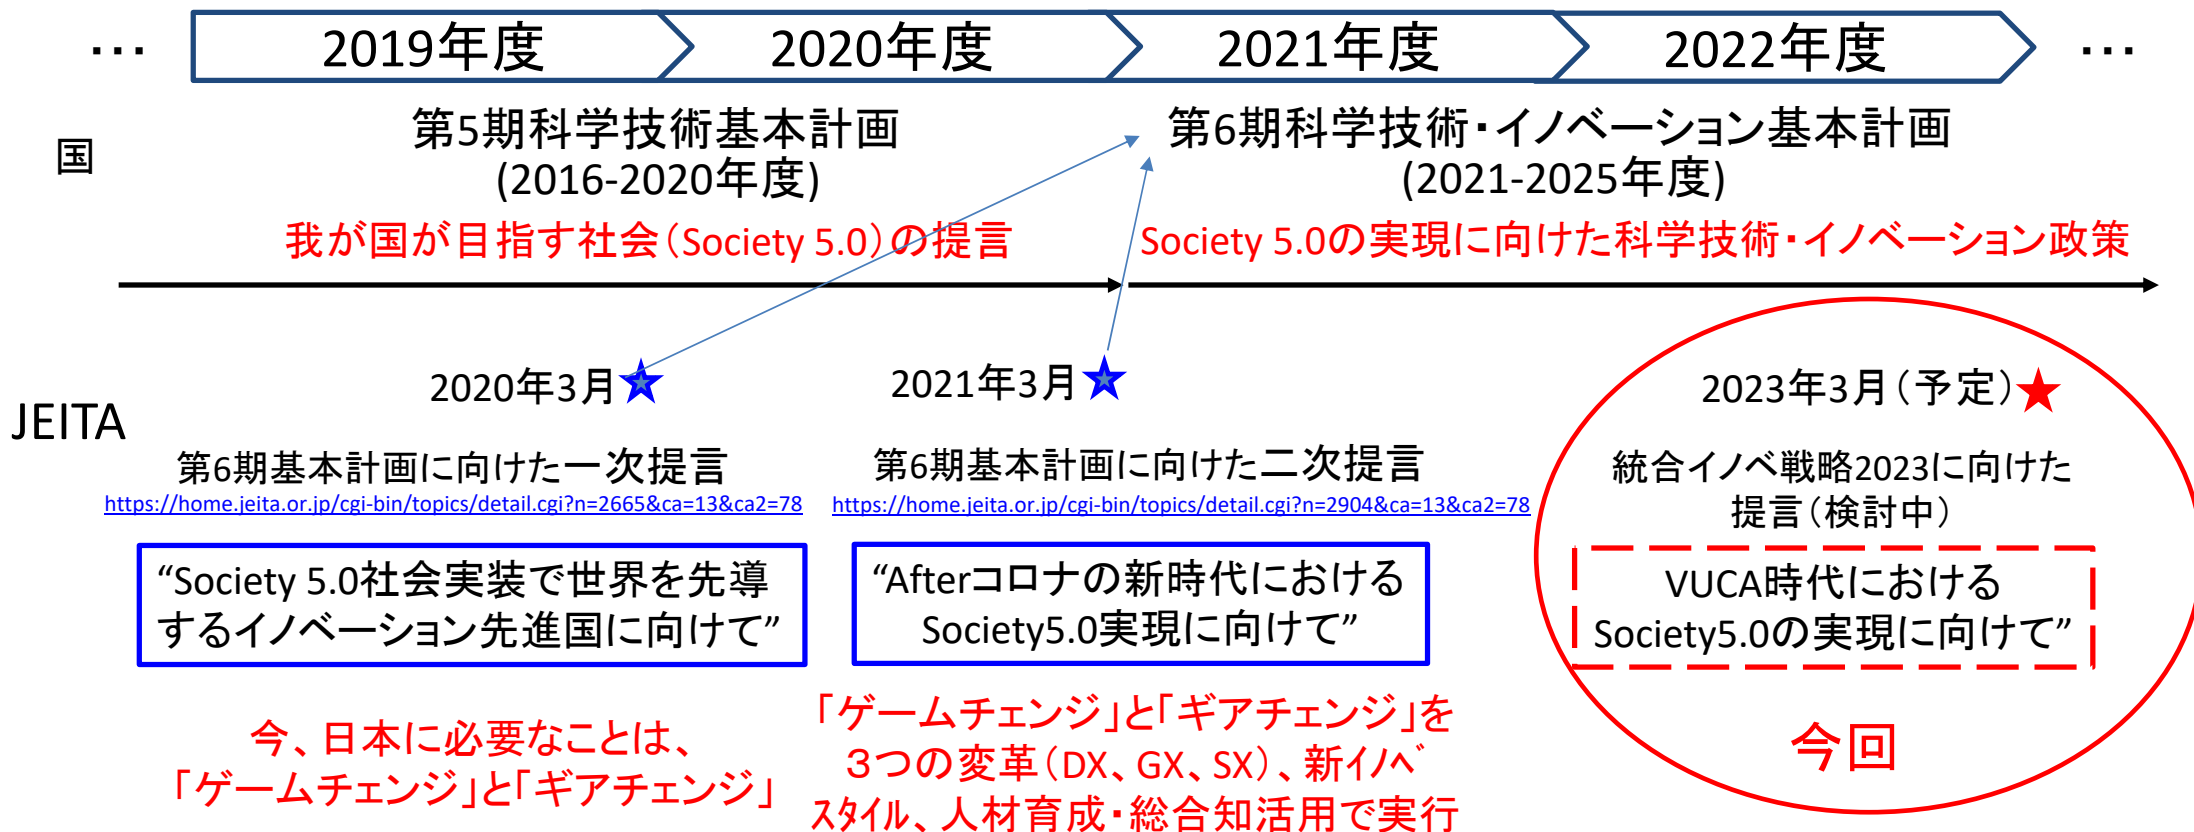 … 2019年度 2020年度 2021年度 2022年度 …
国
第5期科学技術基本計画
(2016-2020年度)
我が国が目指す社会(Society 5.0)の提言
第6期科学技術・イノベーション基本計画
(2021-2025年度)
Society 5.0の実現に向けた科学技術・イノベーション政策
JEITA
2020年3月
第6期基本計画に向けた一次提言
https://home.jeita.or.jp/cgi-bin/topics/detail.cgi?n=2665&ca=13&ca2=78
“Society 5.0社会実装で世界を先導
するイノベーション先進国に向けて”
今、日本に必要なことは、
「ゲームチェンジ」と「ギアチェンジ」
2021年3月
第6期基本計画に向けた二次提言
https://home.jeita.or.jp/cgi-bin/topics/detail.cgi?n=2904&ca=13&ca2=78
“Afterコロナの新時代における
Society5.0実現に向けて”
「ゲームチェンジ」と「ギアチェンジ」を
３つの変革(DX、GX、SX)、新ｲﾉﾍﾞ
ｽﾀｲﾙ、人材育成・総合知活用で実行
2023年3月(予定)
統合イノベ戦略2023に向けた
提言(検討中)
VUCA時代における
Society5.0の実現に向けて”
今回